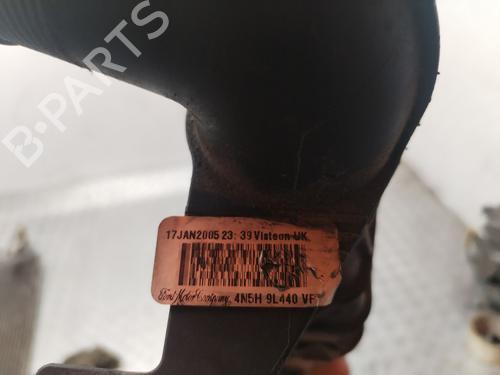 B-PARTS
17JAN2005 23:39 Visteon UK
Ford Motor Company, 4N5H 9L440 VF